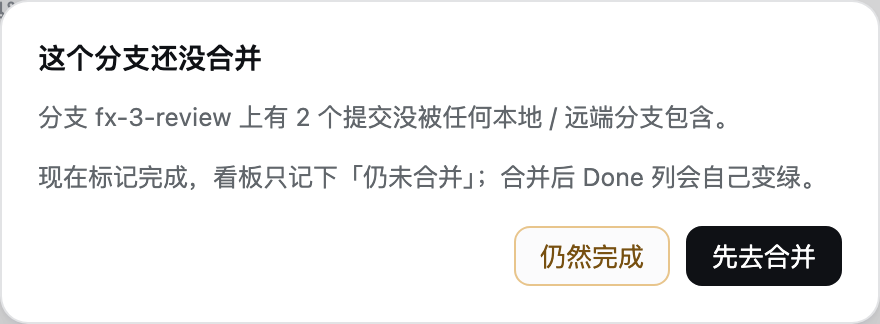 这个分支还没合并
分支 fx-3-review 上有 2 个提交没被任何本地 / 远端分支包含。
现在标记完成，看板只记下「仍未合并」；合并后 Done 列会自己变绿。
仍然完成
先去合并